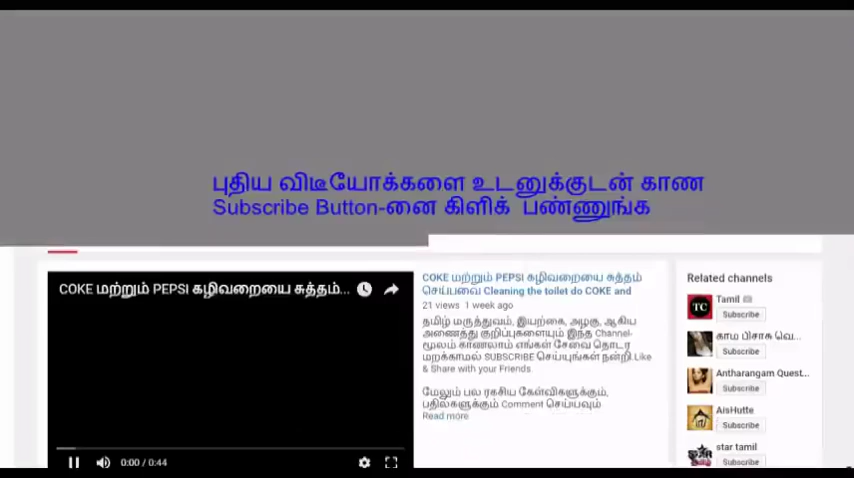 புதிய விடீயோக்களை உடனுக்குடன் காண
Subscribe Button-னை கிளிக் பண்ணுங்க
COKE மற்றும் PEPSI கழிவறையை சுத்தம்...
0:00 / 0:44
COKE மற்றும் PEPSI கழிவறையை சுத்தம்
செய்பவை Cleaning the toilet do COKE and
21 views 1 week ago
தமிழ் மருத்துவம், இயற்கை, அழகு, ஆகிய
அணைத்து குறிப்புகளையும் இந்த Channel-
மூலம் காணலாம் எங்கள் சேவை தொடர
மறக்காமல் SUBSCRIBE செய்யுங்கள் நன்றி.Like
& Share with your Friends.
மேலும் பல ரகசிய கேள்விகளுக்கும்,
பதில்களுக்கும் Comment செய்யவும்
Read more
Related channels
TC
Tamil
Subscribe
காம பிசாசு வெ...
Subscribe
Antharangam Quest...
Subscribe
AisHutte
Subscribe
star tamil
Subscribe